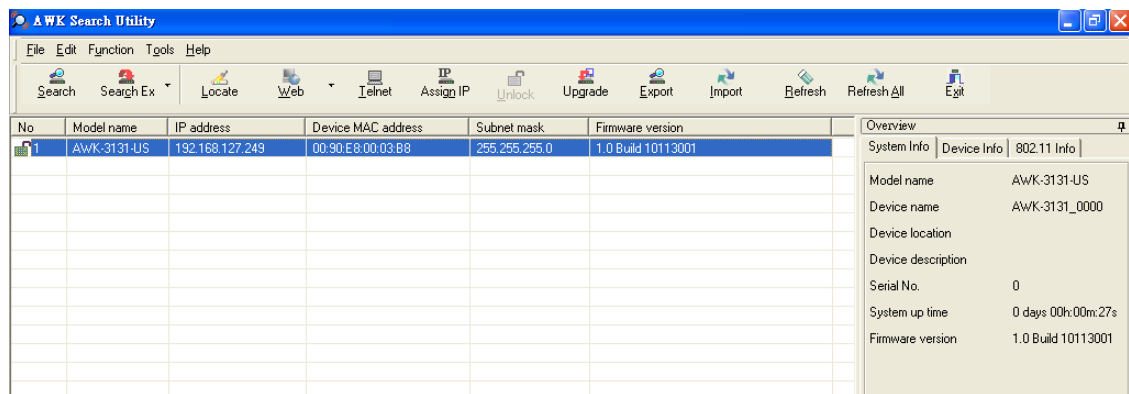 AWK Search Utility
File Edit Function Tools Help
Search Search Ex Locate Web Telnet IP Assign IP Unlock Upgrade Export Import Refresh Refresh All Exit
No Model name IP address Device MAC address Subnet mask Firmware version
1 AWK-3131-US 192.168.127.249 00:90:E8:00:03:B8 255.255.255.0 1.0 Build 10113001
Overview
System Info Device Info 802.11 Info
Model name AWK-3131-US
Device name AWK-3131_0000
Device location
Device description
Serial No. 0
System up time 0 days 00h:00m:27s
Firmware version 1.0 Build 10113001